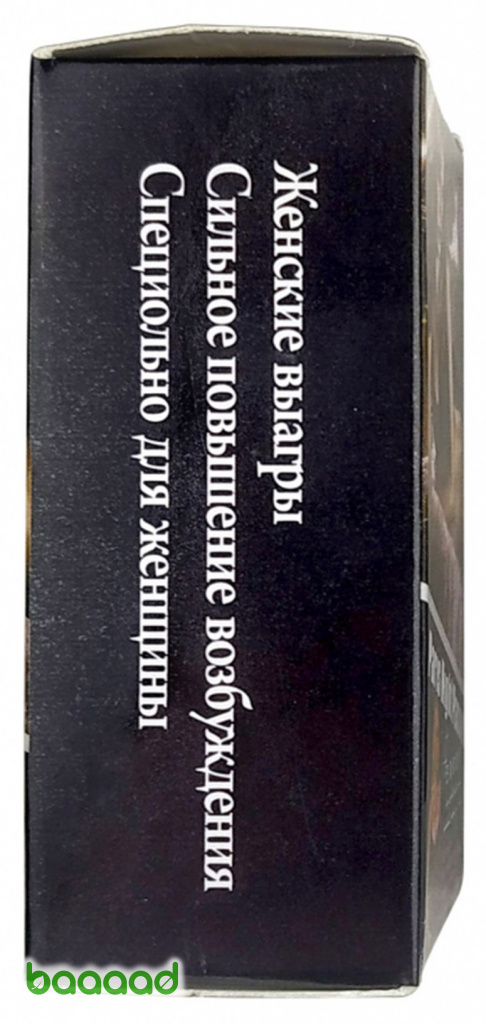 Женские выагры
Сильное повышение возбуждения
Специольно для женщины
baaaad